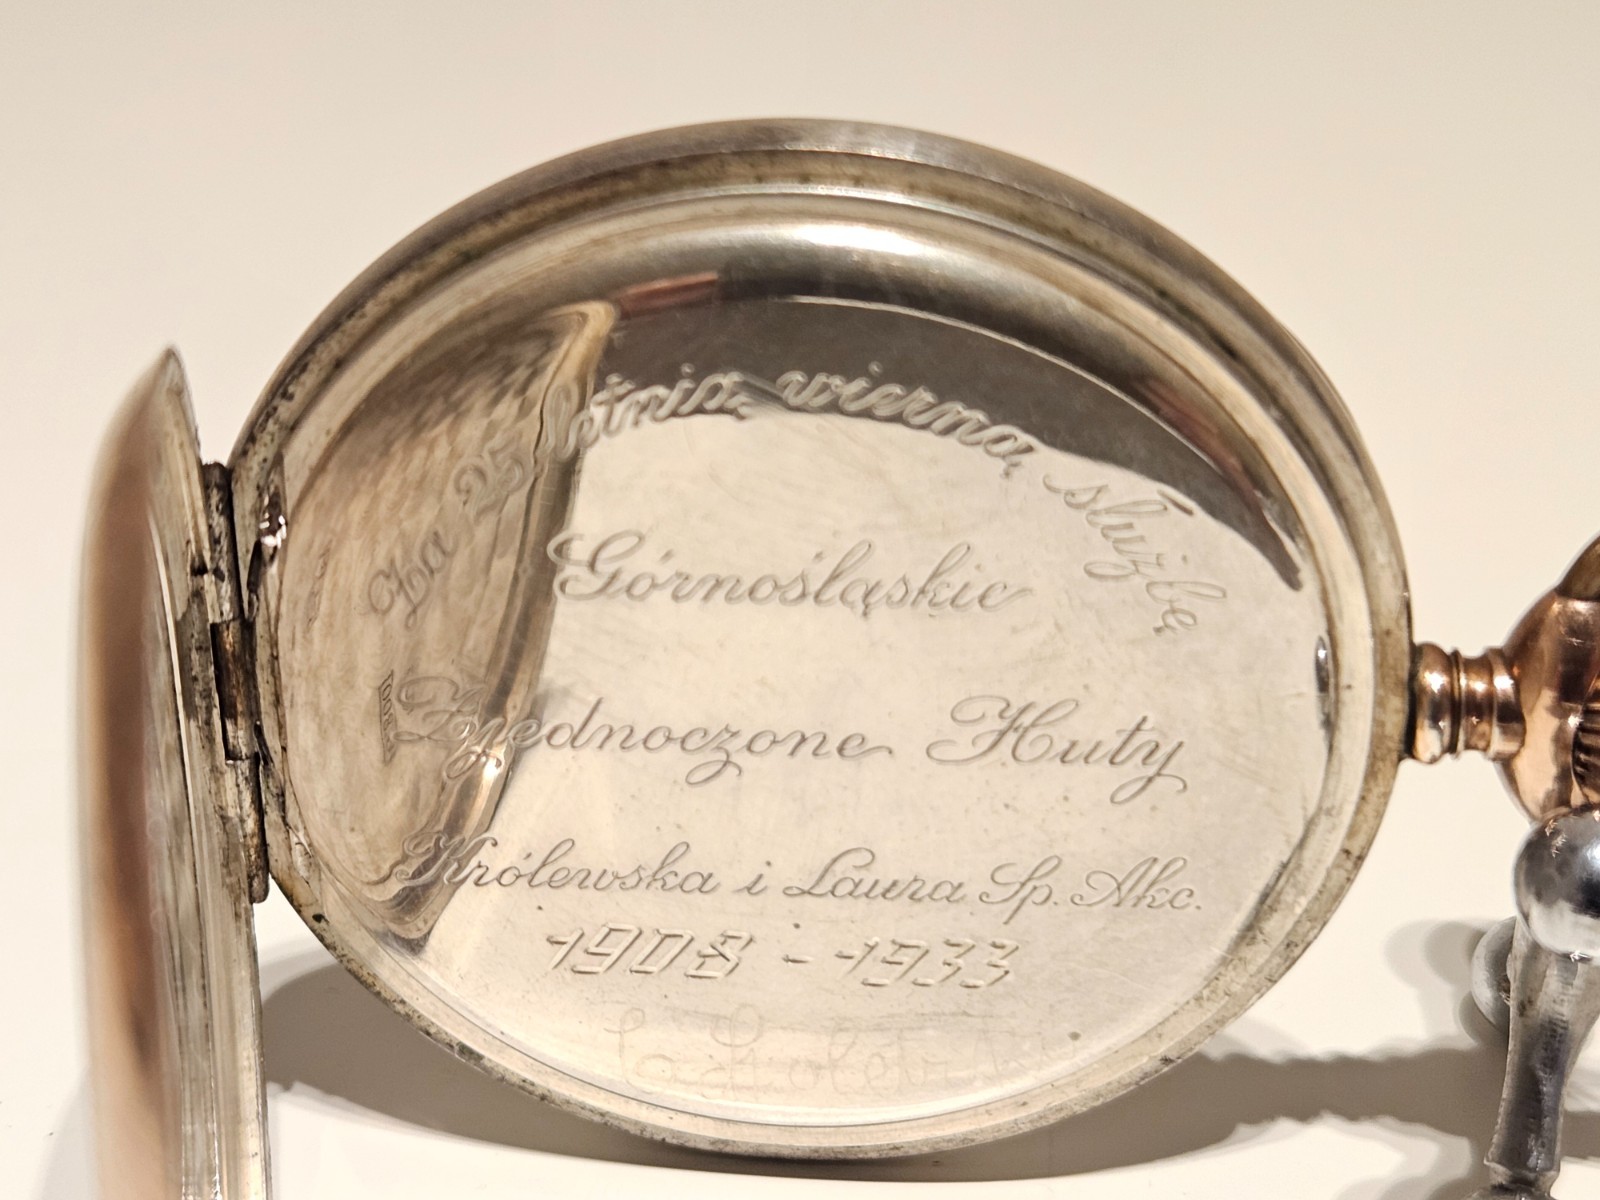 Za 25 letnią wierną służbę
Górnośląskie
Zjednoczone Huty
Królewska i Laura Sp. Akc.
1908 - 1933